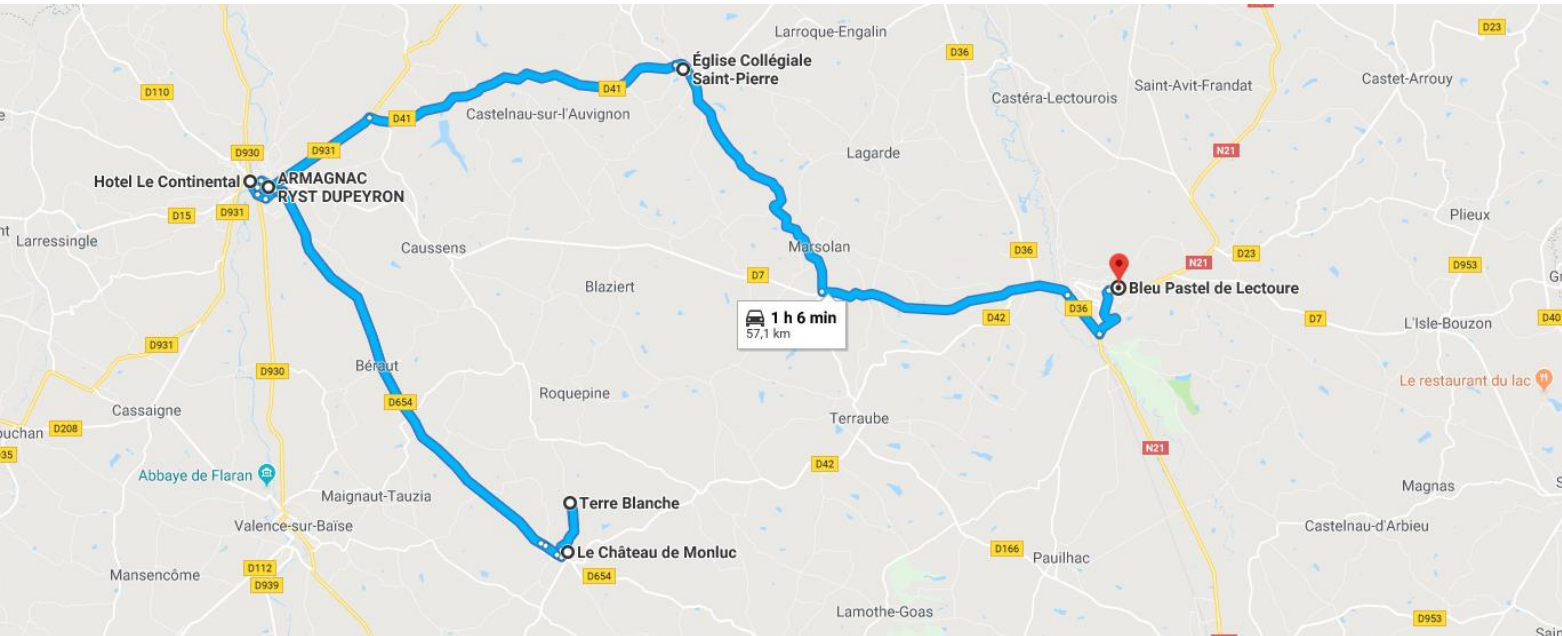 Larroque-Engalin
D23
D36
Église Collégiale
Saint-Pierre
Saint-Avit-Frandat
Castet-Arrouy
D110
D41
Castéra-Lectourois
D41
Castelnau-sur-l'Auvignon
D930
D931
N21
Lagarde
Hotel Le Continental
ARMAGNAC
RYST DUPEYRON
D15
D931
Plieux
Larressingle
Caussens
Marsolan
D36
D23
N21
D953
D7
Blaziert
Bleu Pastel de Lectoure
1 h 6 min
57,1 km
D36
D42
D7
L'Isle-Bouzon
D40
D931
Béraut
D930
Roquepine
Le restaurant du lac
D654
Cassaigne
Terraube
D208
N21
D42
Abbaye de Flaran
Maignaut-Tauzia
Terre Blanche
Magnas
Valence-sur-Baïse
Castelnau-d'Arbieu
Le Château de Monluc
D166
Pauilhac
D112
D939
Mansencôme
D654
Lamothe-Goas
D953